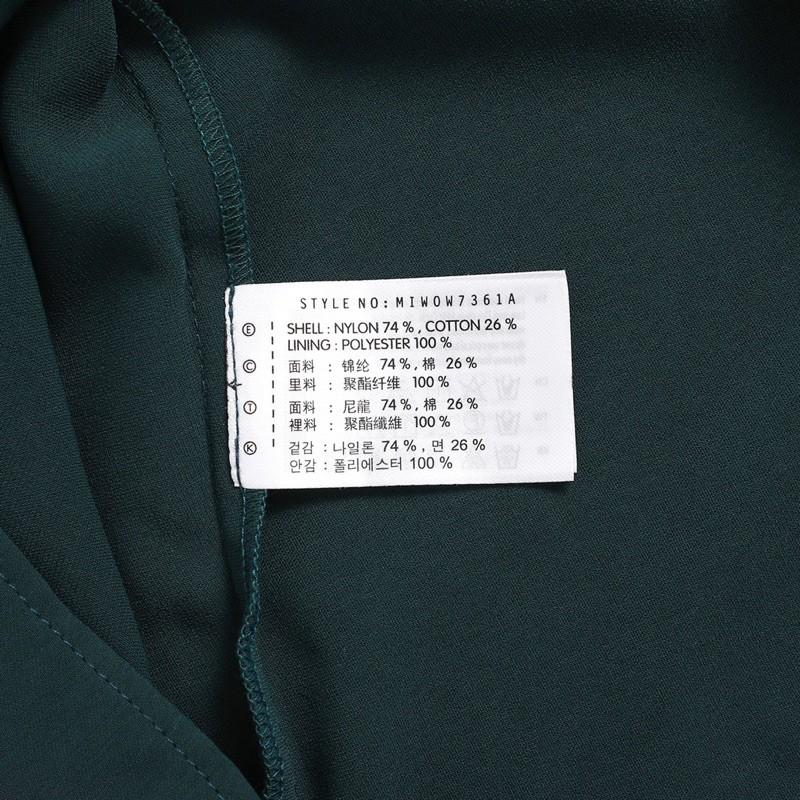 STYLE NO: MIWOW7361A
Ⓔ SHELL : NYLON 74 % , COTTON 26 %
LINING : POLYESTER 100 %
Ⓒ 面料 : 锦纶 74 % , 棉 26 %
里料 : 聚酯纤维 100 %
Ⓣ 面料 : 尼龍 74 % , 棉 26 %
裡料 : 聚酯纖維 100 %
Ⓚ 겉감 : 나일론 74 % , 면 26 %
안감 : 폴리에스터 100 %